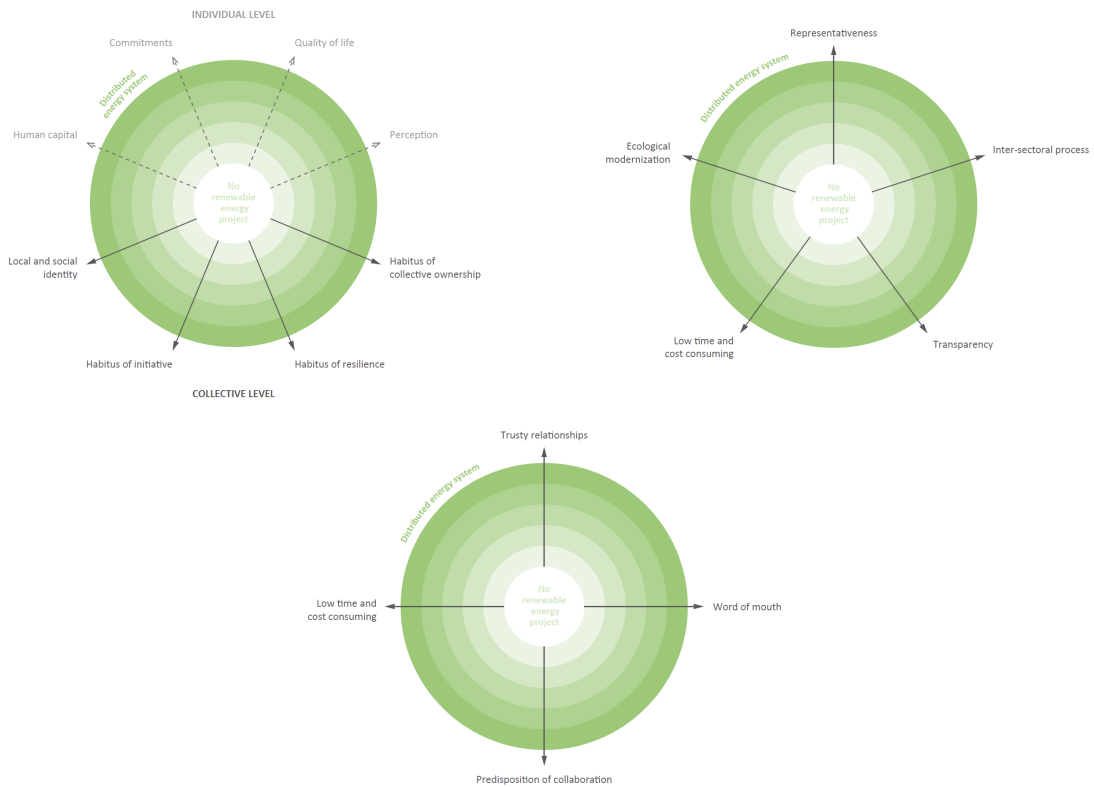 INDIVIDUAL LEVEL
Commitments
Quality of life
Distributed
energy system
Human capital
Perception
No
renewable
energy
project
Local and social
identity
Habitus of
collective ownership
Habitus of initiative
Habitus of resilience
COLLECTIVE LEVEL
Representativeness
Distributed energy system
Ecological
modernization
Inter-sectoral process
No
renewable
energy
project
Low time and
cost consuming
Transparency
Trusty relationships
Distributed energy system
No
renewable
energy
project
Low time and
cost consuming
Word of mouth
Predisposition of collaboration